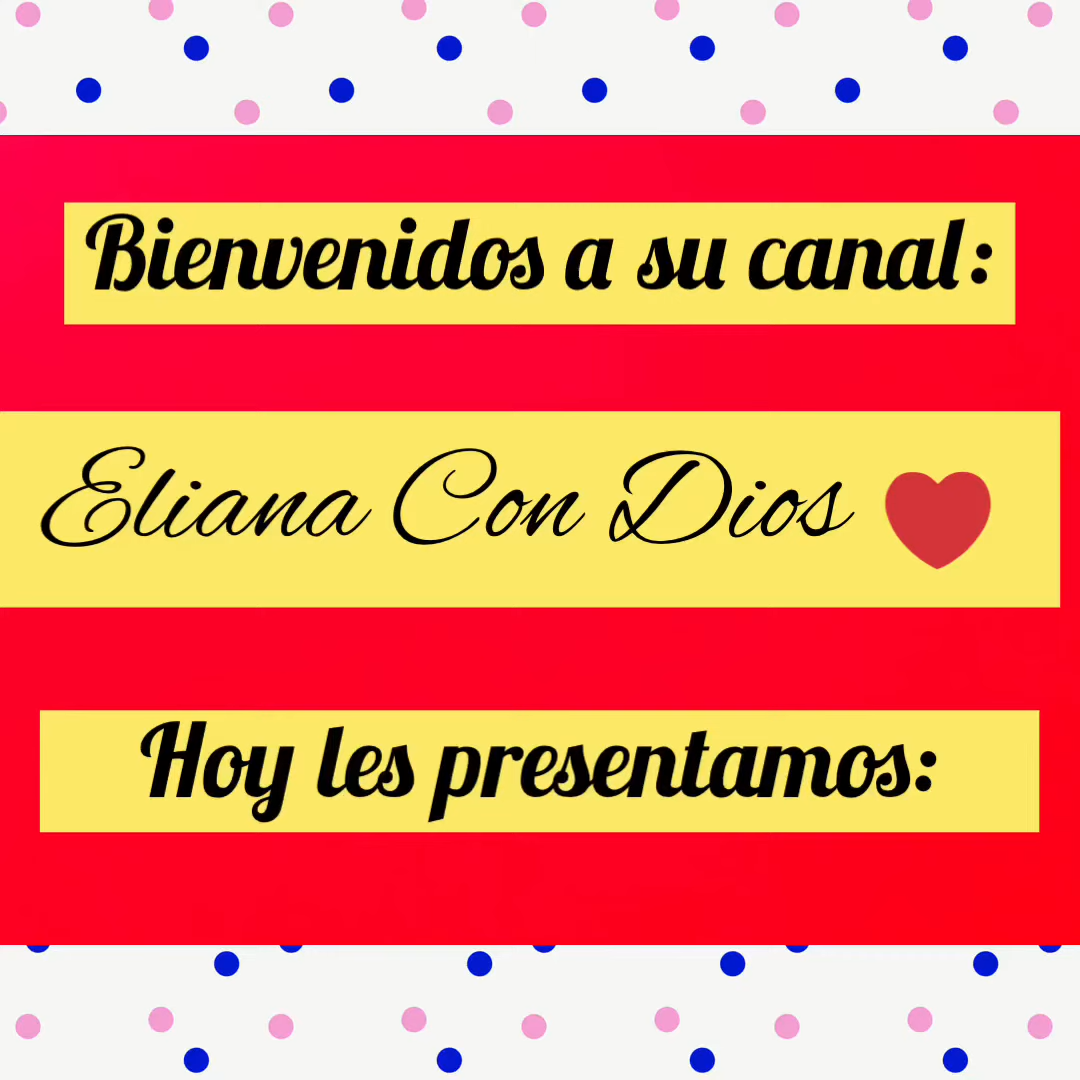 Bienvenidos a su canal:
Eliana Con Dios ❤
Hoy les presentamos: